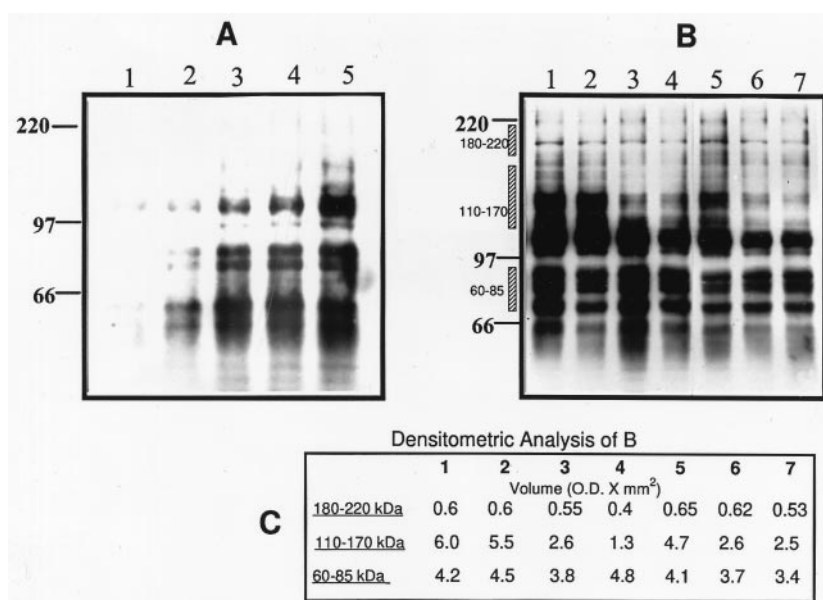 A
1 2 3 4 5
220
97
66
B
1 2 3 4 5 6 7
220
180-220
110-170
97
60-85
66
Densitometric Analysis of B
1 2 3 4 5 6 7
Volume (O.D. X mm²)
C
180-220 kDa 0.6 0.6 0.55 0.4 0.65 0.62 0.53
110-170 kDa 6.0 5.5 2.6 1.3 4.7 2.6 2.5
60-85 kDa 4.2 4.5 3.8 4.8 4.1 3.7 3.4